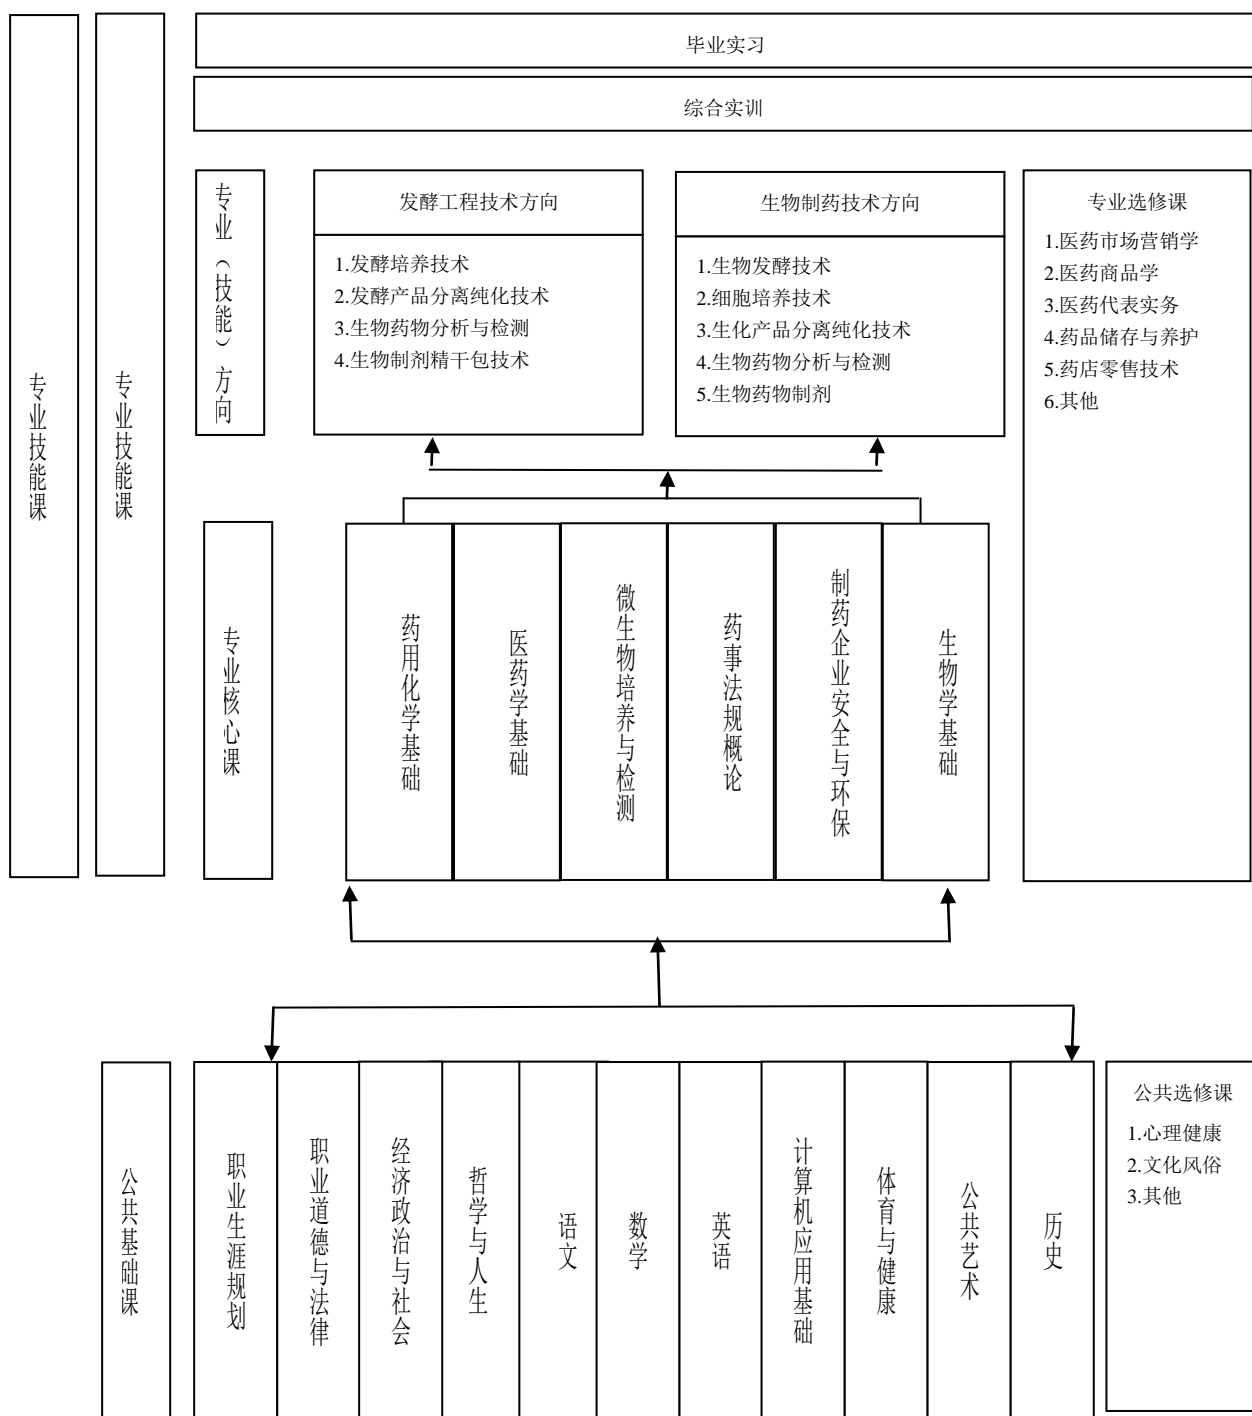 毕业实习
综合实训
专业技能课
专业技能课
专业（技能）方向
发酵工程技术方向
1.发酵培养技术
2.发酵产品分离纯化技术
3.生物药物分析与检测
4.生物制剂精干包技术
生物制药技术方向
1.生物发酵技术
2.细胞培养技术
3.生化产品分离纯化技术
4.生物药物分析与检测
5.生物药物制剂
专业选修课
1.医药市场营销学
2.医药商品学
3.医药代表实务
4.药品储存与养护
5.药店零售技术
6.其他
专业核心课
药用化学基础
医药学基础
微生物培养与检测
药事法规概论
制药企业安全与环保
生物学基础
公共基础课
职业生涯规划
职业道德与法律
经济政治与社会
哲学与人生
语文
数学
英语
计算机应用基础
体育与健康
公共艺术
历史
公共选修课
1.心理健康
2.文化风俗
3.其他